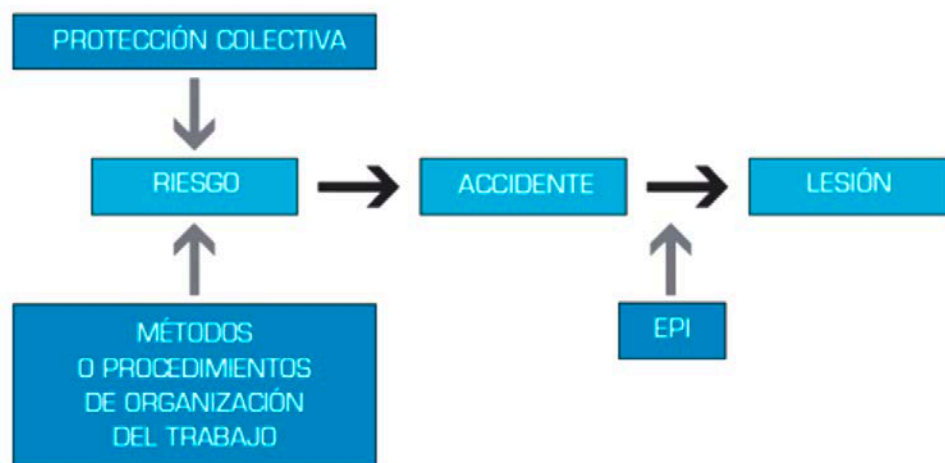 PROTECCIÓN COLECTIVA
RIESGO
ACCIDENTE
LESIÓN
MÉTODOS
O PROCEDIMIENTOS
DE ORGANIZACIÓN
DEL TRABAJO
EPI